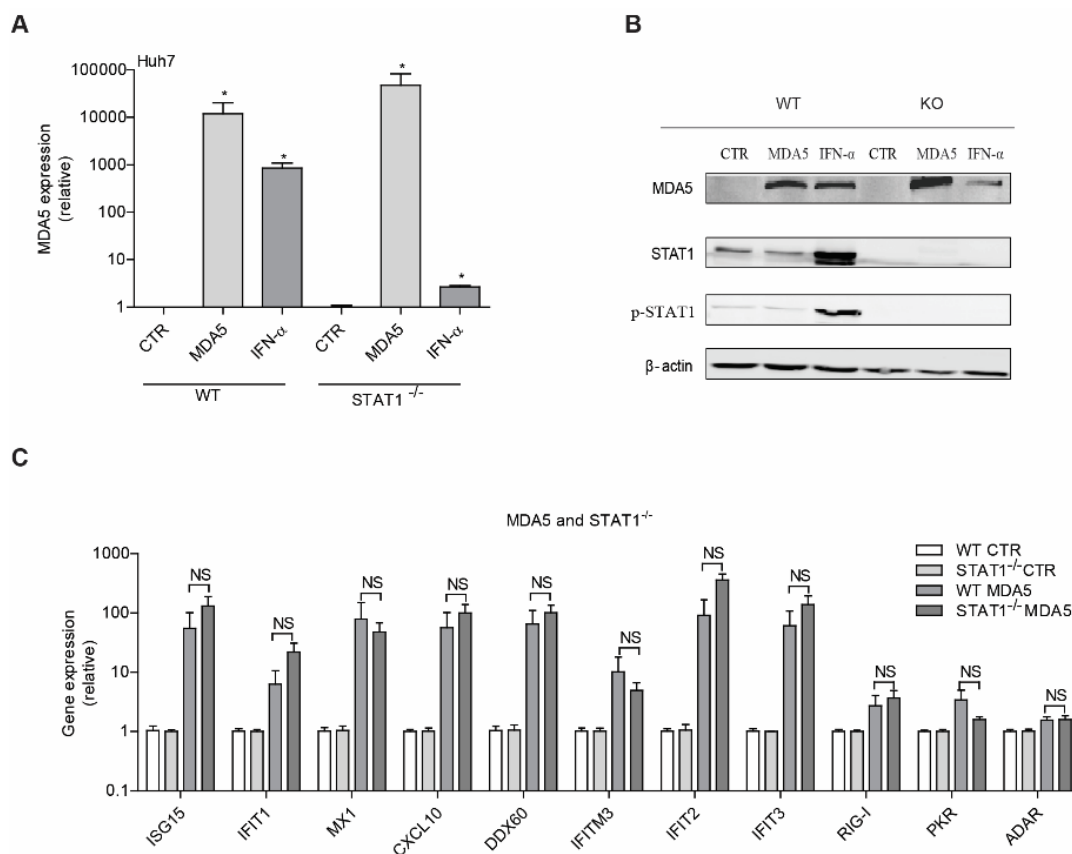 A
Huh7
MDA5 expression
(relative)
100000
10000
1000
100
10
1
* * * *
CTR MDA5 IFN-α CTR MDA5 IFN-α
WT STAT1 -/-
B
WT KO
CTR MDA5 IFN-α CTR MDA5 IFN-α
MDA5
STAT1
p-STAT1
β-actin
C
MDA5 and STAT1-/-
Gene expression
(relative)
1000
100
10
1
0.1
NS NS NS NS NS NS NS NS NS NS NS
WT CTR
STAT1-/-CTR
WT MDA5
STAT1-/-MDA5
ISG15 IFIT1 MX1 CXCL10 DDX60 IFITM3 IFIT2 IFIT3 RIG-I PKR ADAR